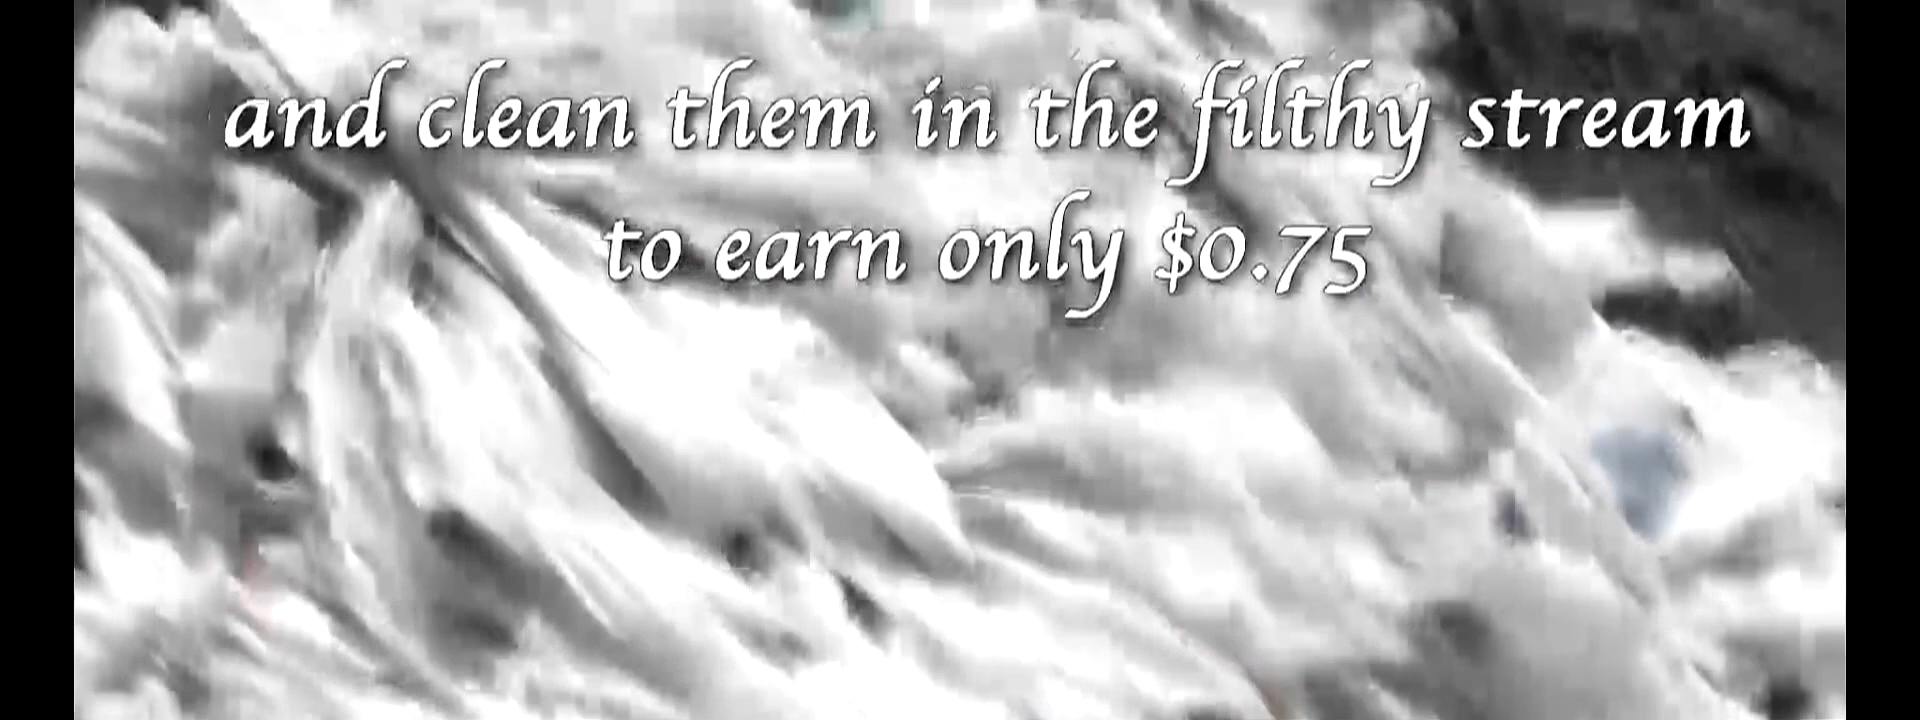 and clean them in the filthy stream
to earn only $0.75